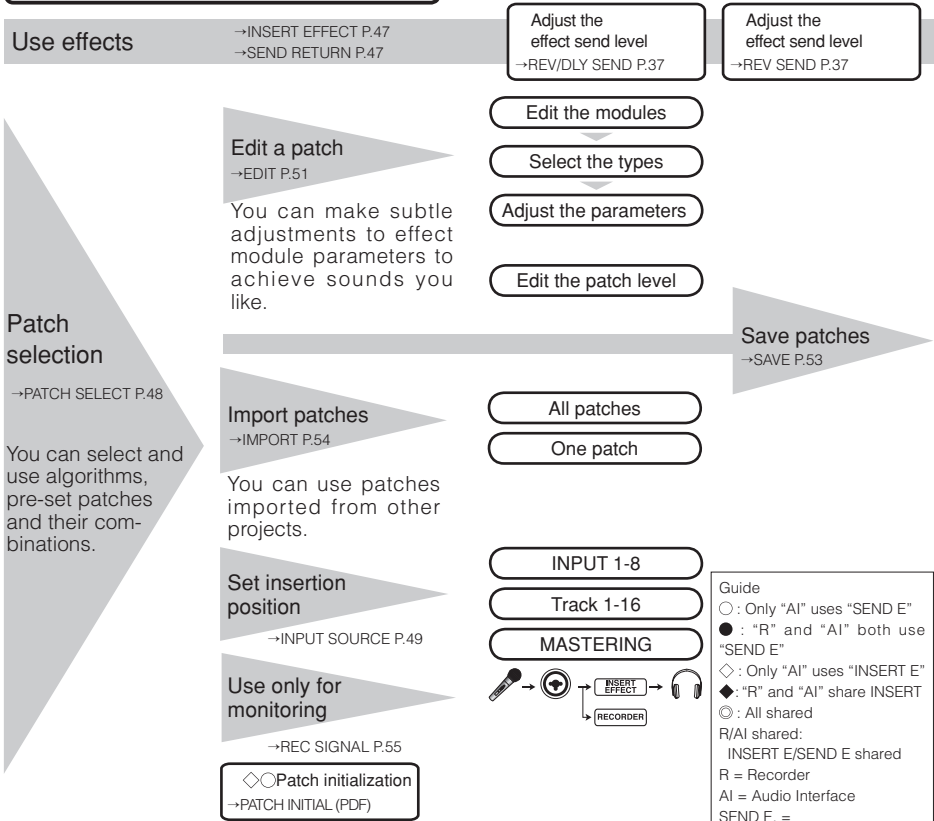 Use effects
→INSERT EFFECT P.47
→SEND RETURN P.47
Adjust the
effect send level
→REV/DLY SEND P.37
Adjust the
effect send level
→REV SEND P.37
Patch
selection
→PATCH SELECT P.48
You can select and
use algorithms,
pre-set patches
and their com-
binations.
Edit a patch
→EDIT P.51
You can make subtle
adjustments to effect
module parameters to
achieve sounds you
like.
Edit the modules
Select the types
Adjust the parameters
Edit the patch level
Save patches
→SAVE P.53
Import patches
→IMPORT P.54
You can use patches
imported from other
projects.
All patches
One patch
Set insertion
position
→INPUT SOURCE P.49
INPUT 1-8
Track 1-16
MASTERING
Use only for
monitoring
→REC SIGNAL P.55
→ → INSERT EFFECT →
RECORDER
◇○Patch initialization
→PATCH INITIAL (PDF)
Guide
○ : Only “AI” uses “SEND E”
● : “R” and “AI” both use
“SEND E”
◇ : Only “AI” uses “INSERT E”
◆: “R” and “AI” share INSERT
◎ : All shared
R/AI shared:
INSERT E/SEND E shared
R = Recorder
AI = Audio Interface
SEND E. =